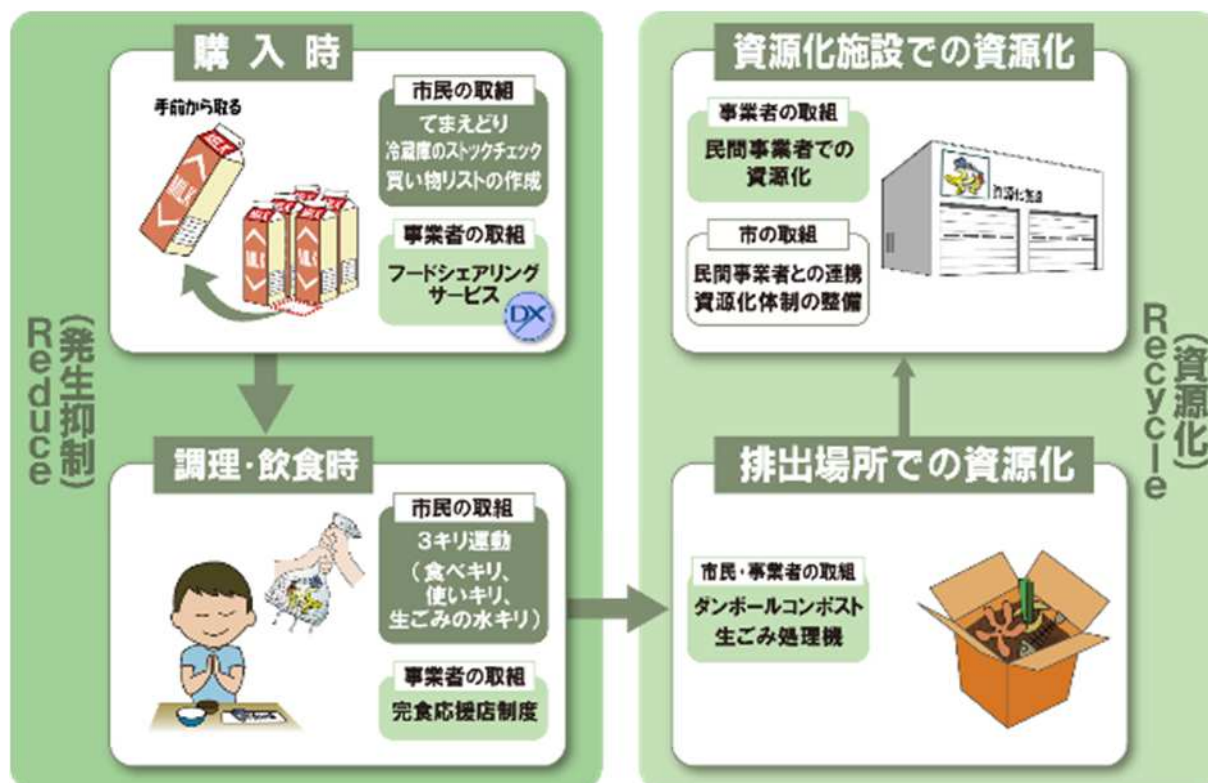 購入時
手前から取る
MILK
MILK
MILK
MILK
市民の取組
てまえどり
冷蔵庫のストックチェック
買い物リストの作成
事業者の取組
フードシェアリング
サービス
DX
(発生抑制)
Reduce
調理・飲食時
市民の取組
3キリ運動
(食べキリ、
使いキリ、
生ごみの水キリ)
事業者の取組
完食応援店制度
排出場所での資源化
市民・事業者の取組
ダンボールコンポスト
生ごみ処理機
資源化施設での資源化
事業者の取組
民間事業者での
資源化
市の取組
民間事業者との連携
資源化体制の整備
資源化施設
(資源化)
Recycle